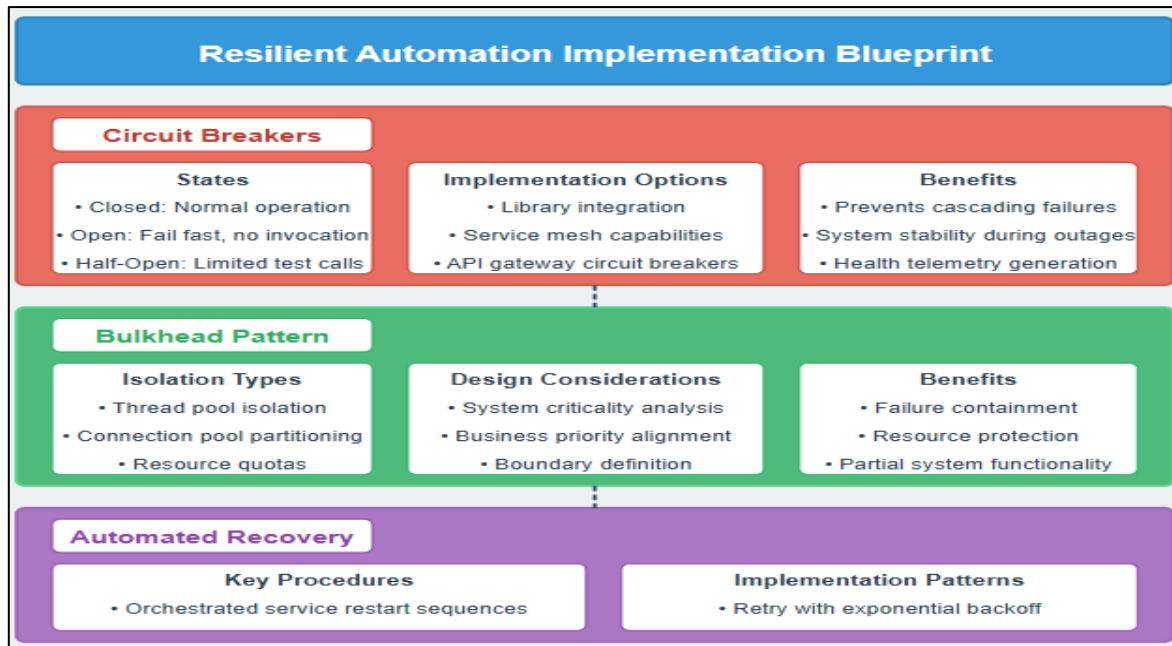 Resilient Automation Implementation Blueprint
Circuit Breakers
States
• Closed: Normal operation
• Open: Fail fast, no invocation
• Half-Open: Limited test calls
Implementation Options
• Library integration
• Service mesh capabilities
• API gateway circuit breakers
Benefits
• Prevents cascading failures
• System stability during outages
• Health telemetry generation
Bulkhead Pattern
Isolation Types
• Thread pool isolation
• Connection pool partitioning
• Resource quotas
Design Considerations
• System criticality analysis
• Business priority alignment
• Boundary definition
Benefits
• Failure containment
• Resource protection
• Partial system functionality
Automated Recovery
Key Procedures
• Orchestrated service restart sequences
Implementation Patterns
• Retry with exponential backoff